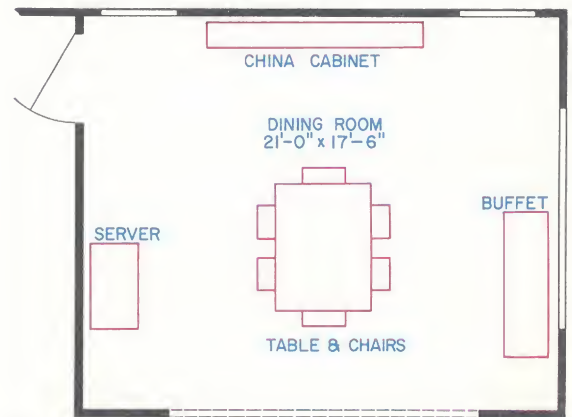 CHINA CABINET
DINING ROOM
21'-0" x 17'-6"
BUFFET
SERVER
TABLE & CHAIRS